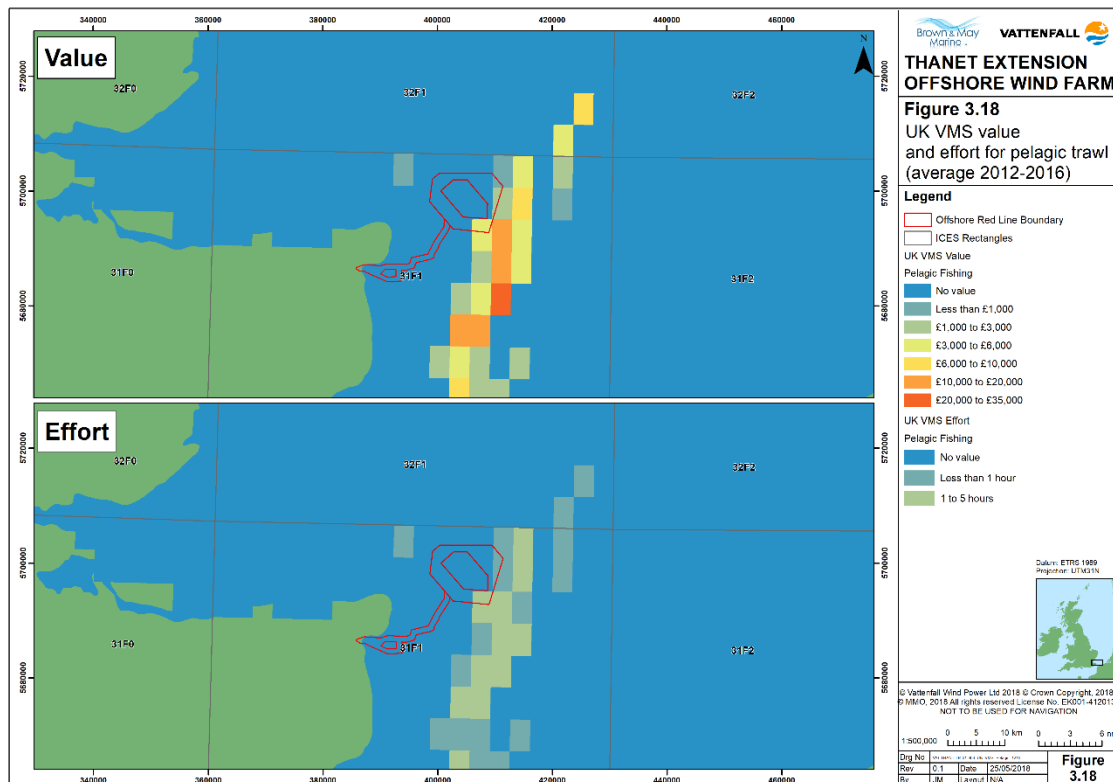 340000 360000 380000 400000 420000 440000 460000
Value
N
5720000
5700000
5680000
32F0
32F1
32F2
31F0
31F1
31F2
Effort
5720000
5700000
5680000
32F0
32F1
32F2
31F0
31F1
31F2
340000 360000 380000 400000 420000 440000 460000
Brown & May
Marine
VATTENFALL
THANET EXTENSION
OFFSHORE WIND FARM
Figure 3.18
UK VMS value
and effort for pelagic trawl
(average 2012-2016)
Legend
Offshore Red Line Boundary
ICES Rectangles
UK VMS Value
Pelagic Fishing
No value
Less than £1,000
£1,000 to £3,000
£3,000 to £6,000
£6,000 to £10,000
£10,000 to £20,000
£20,000 to £35,000
UK VMS Effort
Pelagic Fishing
No value
Less than 1 hour
1 to 5 hours
Datum: ETRS 1989
Projection: UTM31N
© Vattenfall Wind Power Ltd 2018 © Crown Copyright, 2018
© MMO, 2018 All rights reserved License No. EK001-412013
NOT TO BE USED FOR NAVIGATION
1:500,000
0 5 10 km
0 3 6 n
Drg No
Rev 0.1 Date 25/05/2018
By JM Layout N/A
Figure
3.18